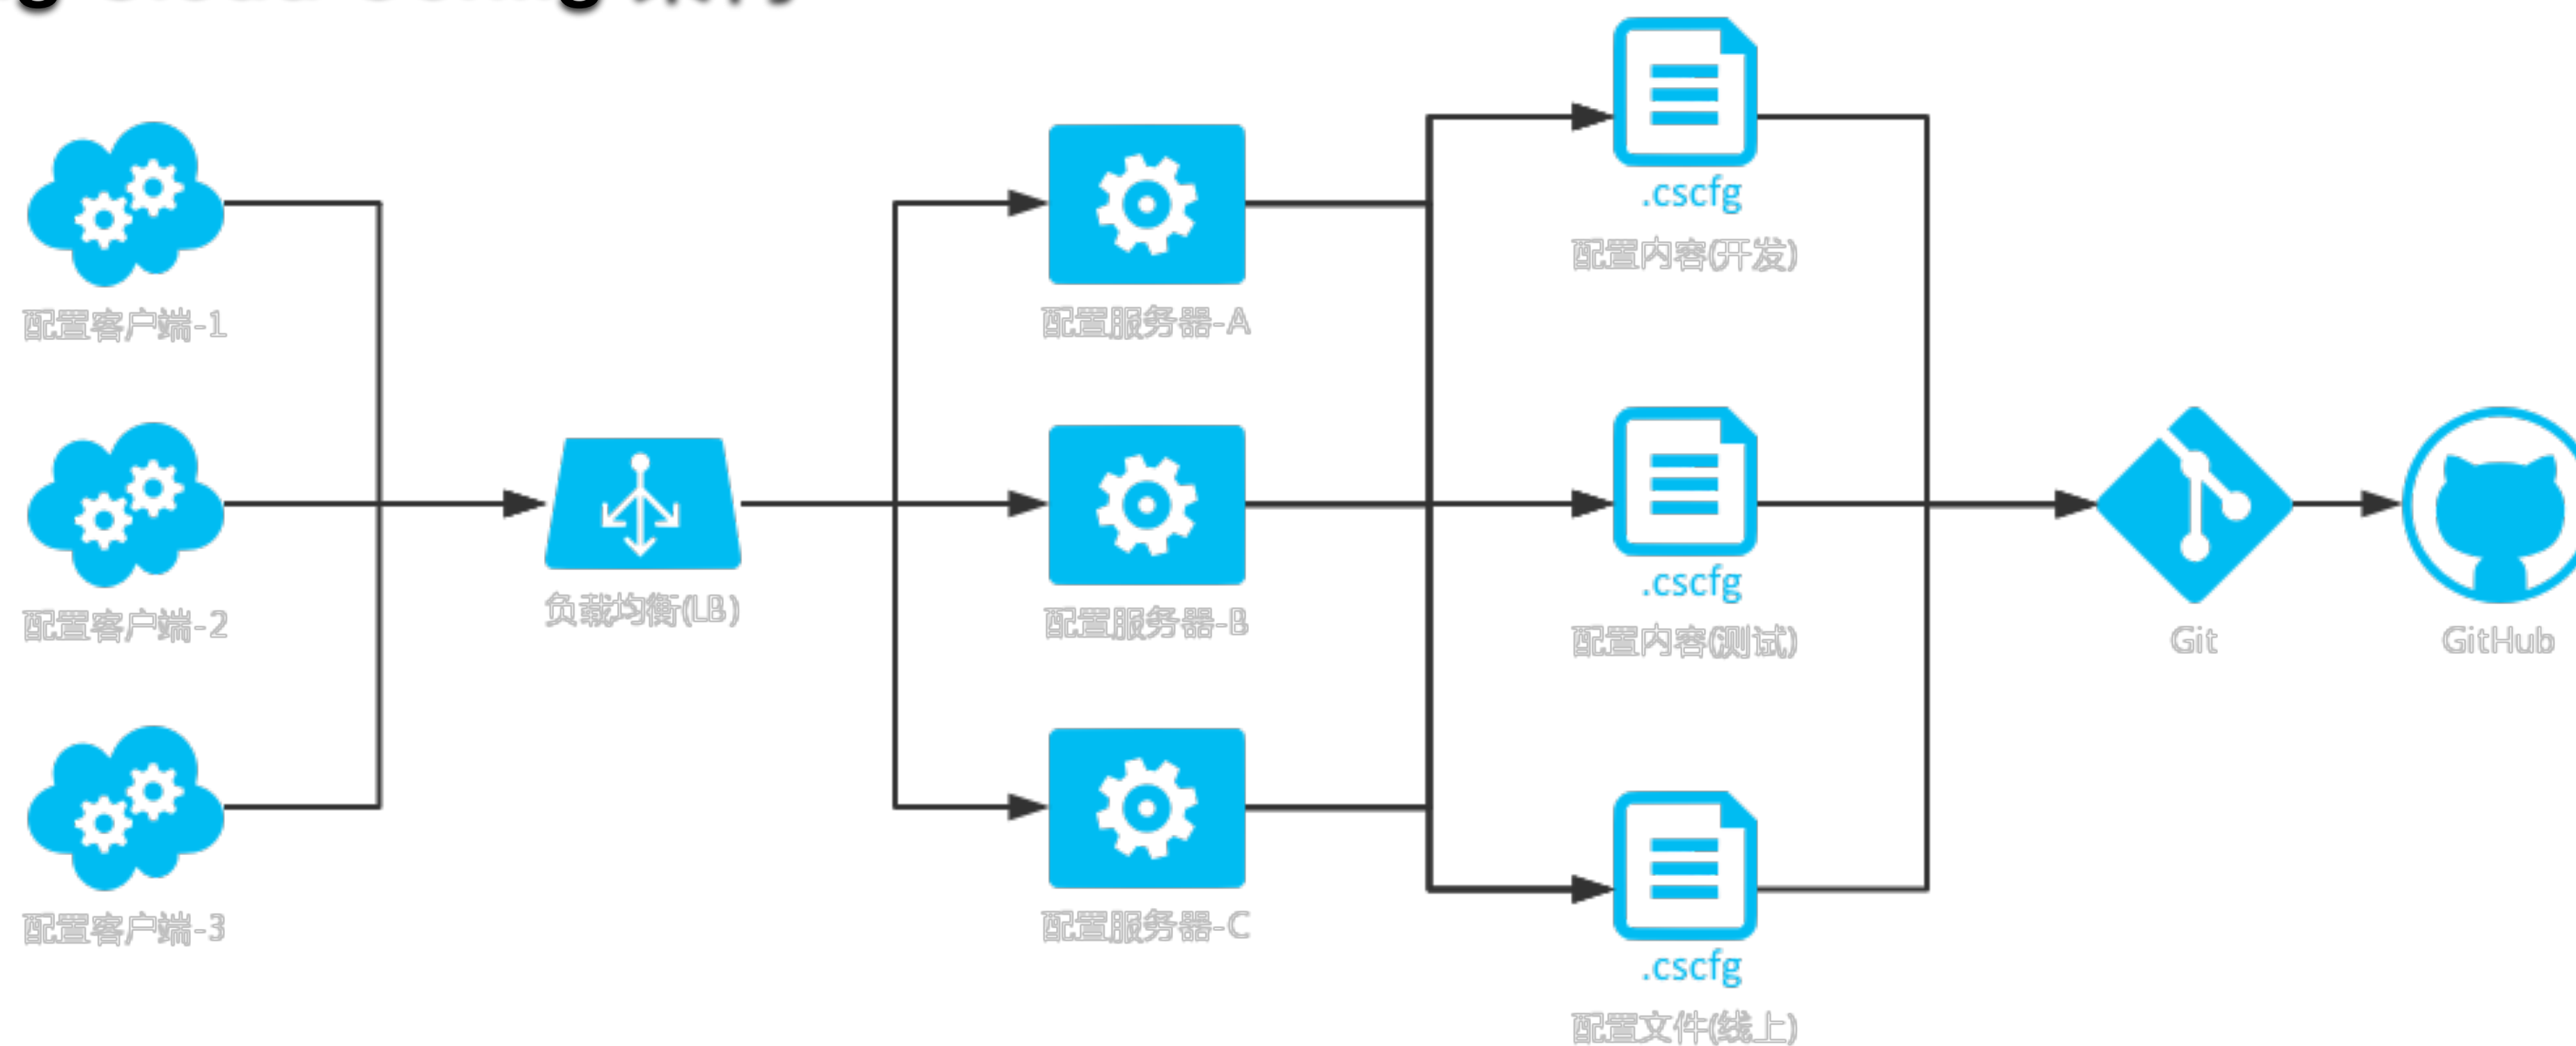 配置客户端-1
配置客户端-2
配置客户端-3
负载均衡(LB)
配置服务器-A
配置服务器-B
配置服务器-C
.cscfg
配置内容(开发)
.cscfg
配置内容(测试)
.cscfg
配置文件(线上)
Git
GitHub